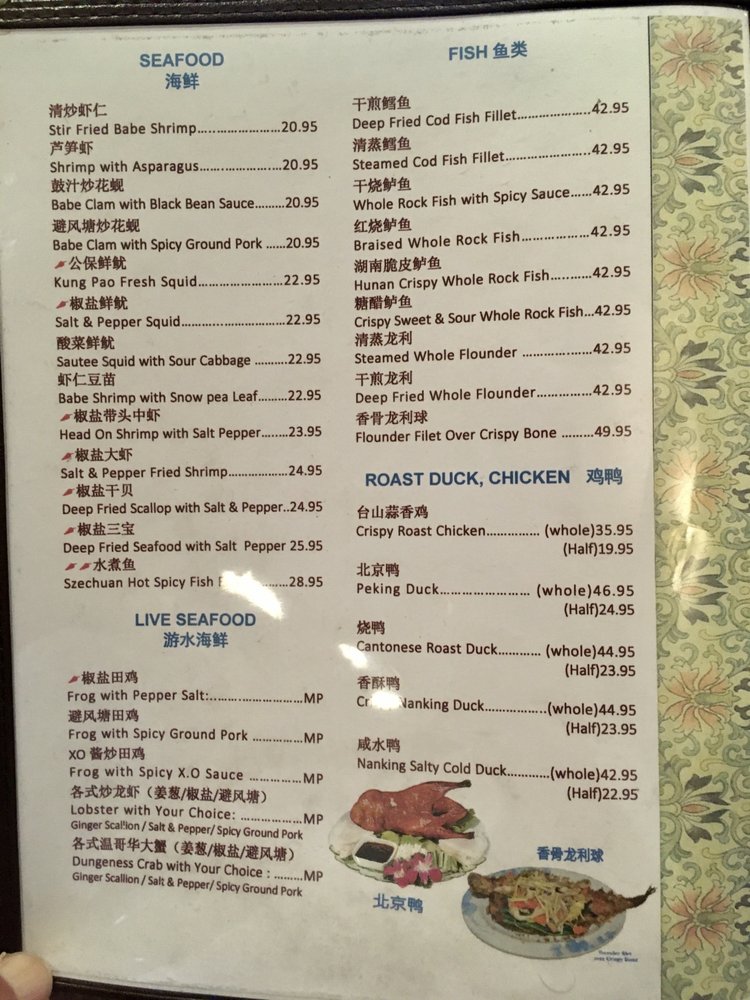 SEAFOOD
海鲜
清炒虾仁
Stir Fried Babe Shrimp.....................20.95
芦笋虾
Shrimp with Asparagus.....................20.95
鼓汁炒花蚬
Babe Clam with Black Bean Sauce.........20.95
避风塘炒花蚬
Babe Clam with Spicy Ground Pork ......20.95
公保鲜鱿
Kung Pao Fresh Squid........................22.95
椒盐鲜鱿
Salt & Pepper Squid..........................22.95
酸菜鲜鱿
Sautee Squid with Sour Cabbage .........22.95
虾仁豆苗
Babe Shrimp with Snow pea Leaf.........22.95
椒盐带头中虾
Head On Shrimp with Salt Pepper.......23.95
椒盐大虾
Salt & Pepper Fried Shrimp...............24.95
椒盐干贝
Deep Fried Scallop with Salt & Pepper..24.95
椒盐三宝
Deep Fried Seafood with Salt Pepper 25.95
水煮鱼
Szechuan Hot Spicy Fish .........28.95
LIVE SEAFOOD
游水海鲜
椒盐田鸡
Frog with Pepper Salt:.....................MP
避风塘田鸡
Frog with Spicy Ground Pork ...............MP
XO 酱炒田鸡
Frog with Spicy X.O Sauce ...............MP
各式炒龙虾（姜葱/椒盐/避风塘）
Lobster with Your Choice: ..................MP
Ginger Scallion / Salt & Pepper/ Spicy Ground Pork
各式温哥华大蟹（姜葱/椒盐/避风塘）
Dungeness Crab with Your Choice : .........MP
Ginger Scallion / Salt & Pepper/ Spicy Ground Pork
FISH 鱼类
干煎鳕鱼
Deep Fried Cod Fish Fillet.....................42.95
清蒸鳕鱼
Steamed Cod Fish Fillet........................42.95
干烧鲈鱼
Whole Rock Fish with Spicy Sauce......42.95
红烧鲈鱼
Braised Whole Rock Fish..................42.95
湖南脆皮鲈鱼
Hunan Crispy Whole Rock Fish...........42.95
糖醋鲈鱼
Crispy Sweet & Sour Whole Rock Fish...42.95
清蒸龙利
Steamed Whole Flounder ..................42.95
干煎龙利
Deep Fried Whole Flounder...............42.95
香骨龙利球
Flounder Filet Over Crispy Bone .........49.95
ROAST DUCK, CHICKEN 鸡鸭
台山蒜香鸡
Crispy Roast Chicken............... (whole)35.95
(Half)19.95
北京鸭
Peking Duck........................ (whole)46.95
(Half)24.95
烧鸭
Cantonese Roast Duck............ (whole)44.95
(Half)23.95
香酥鸭
Nanking Duck.................(whole)44.95
(Half)23.95
咸水鸭
Nanking Salty Cold Duck............(whole)42.95
(Half)22.95
北京鸭
香骨龙利球